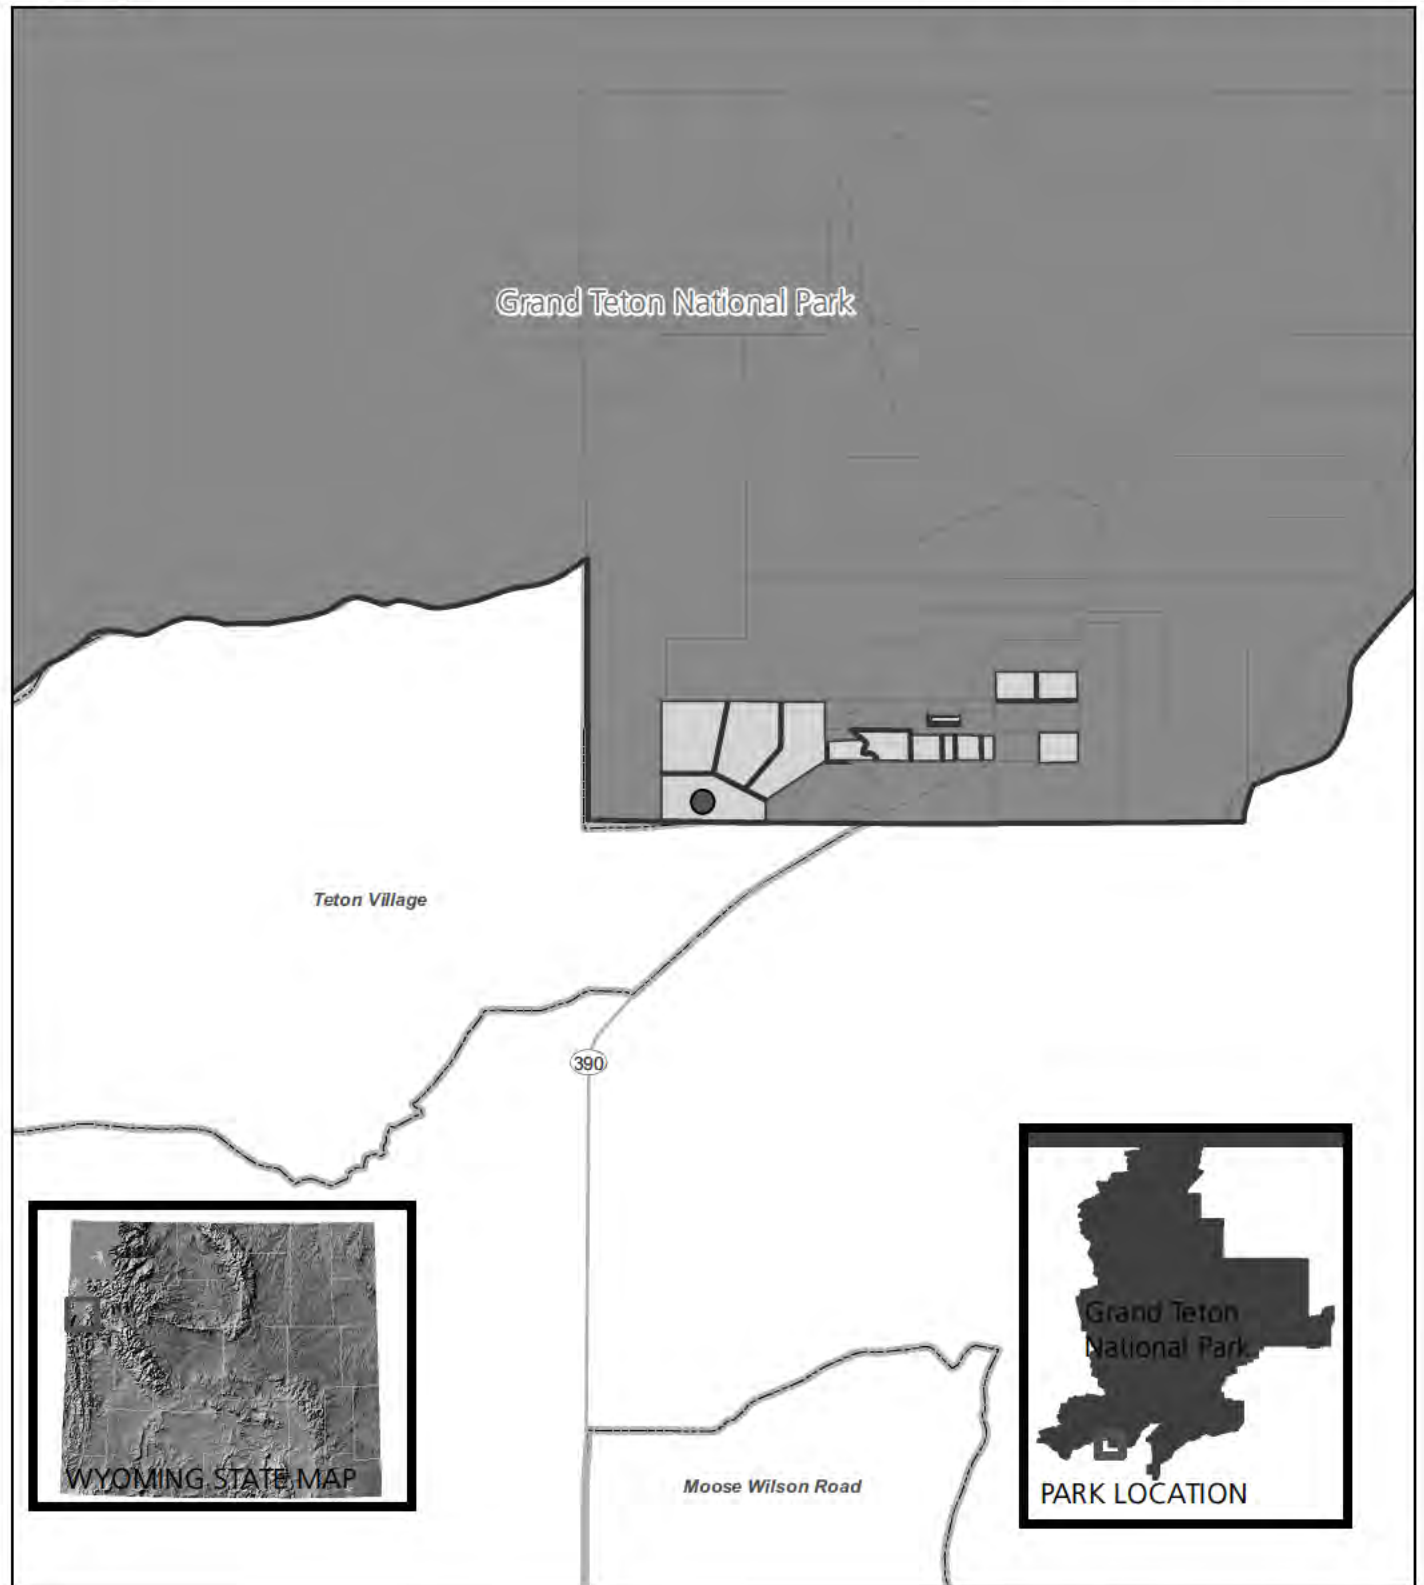 Grand Teton National Park
Teton Village
390
Grand Teton
National Park
WYOMING STATE MAP
Moose Wilson Road
PARK LOCATION